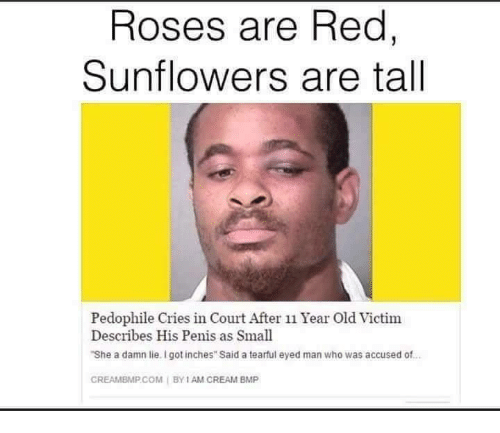 Roses are Red,
Sunflowers are tall
Pedophile Cries in Court After 11 Year Old Victim
Describes His Penis as Small
"She a damn lie. I got inches" Said a tearful eyed man who was accused of...
CREAMBMP.COM | BY I AM CREAM BMP